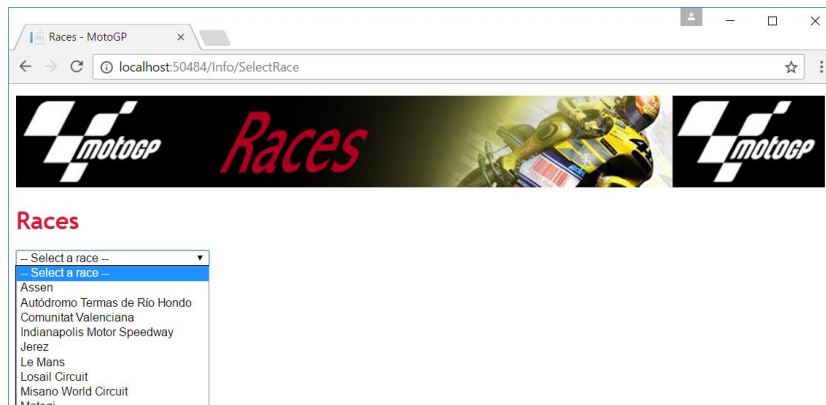 Races - MotoGP
localhost:50484/Info/SelectRace
MotoGP
Races
MotoGP
Races
-- Select a race --
-- Select a race --
Assen
Autódromo Termas de Río Hondo
Comunitat Valenciana
Indianapolis Motor Speedway
Jerez
Le Mans
Losail Circuit
Misano World Circuit